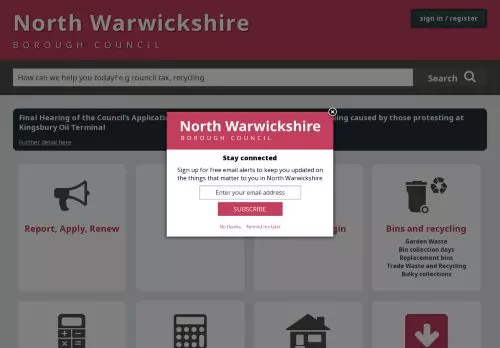 North Warwickshire
BOROUGH COUNCIL
sign in / register
How can we help you today? e.g council tax, recycling
Search
Final Hearing of the Council's Applicatio
ing caused by those protesting at
Kingsbury Oil Terminal
Further detail here
North Warwickshire
BOROUGH COUNCIL
Stay connected
Sign up for free email alerts to keep you updated on
the things that matter to you in North Warwickshire
Enter your email address
SUBSCRIBE
No thanks
Remind me later
Report, Apply, Renew
gin
Bins and recycling
Garden Waste
Bin collection days
Replacement bins
Trade Waste and Recycling
Bulky collections